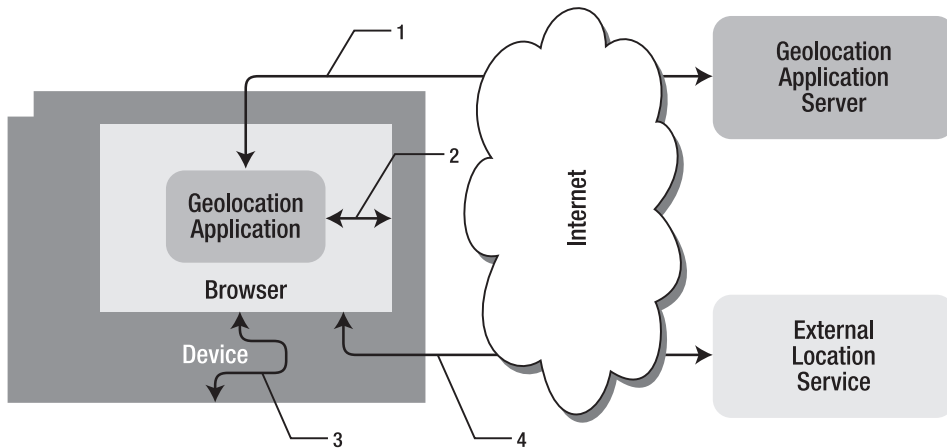 1
Geolocation
Application
Server
2
Geolocation
Application
Internet
Browser
Device
External
Location
Service
3
4